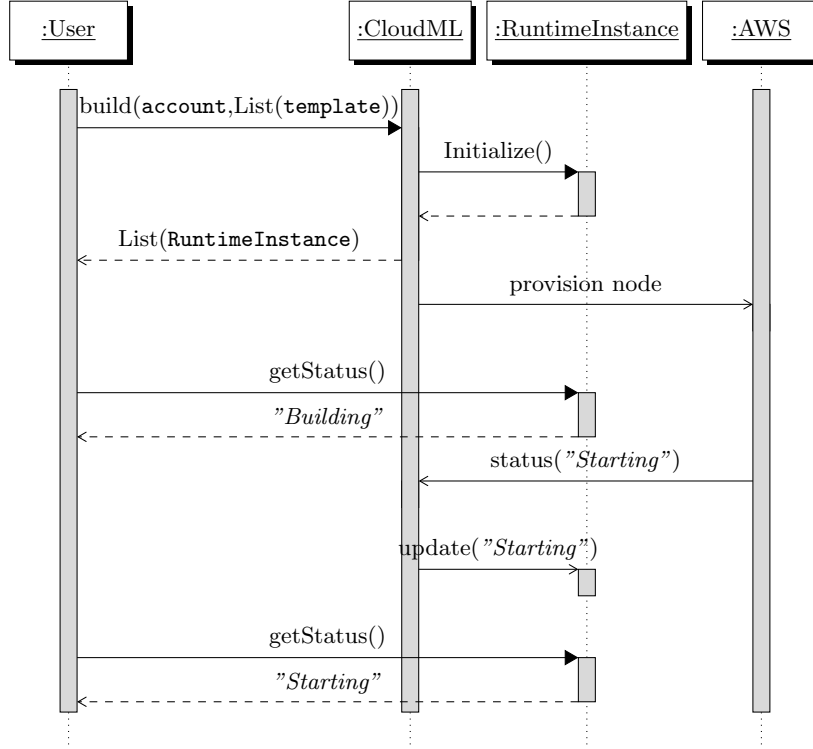 :User
:CloudML
:RuntimeInstance
:AWS
build(account,List(template))
Initialize()
List(RuntimeInstance)
provision node
getStatus()
”Building”
status(”Starting”)
update(”Starting”)
getStatus()
”Starting”